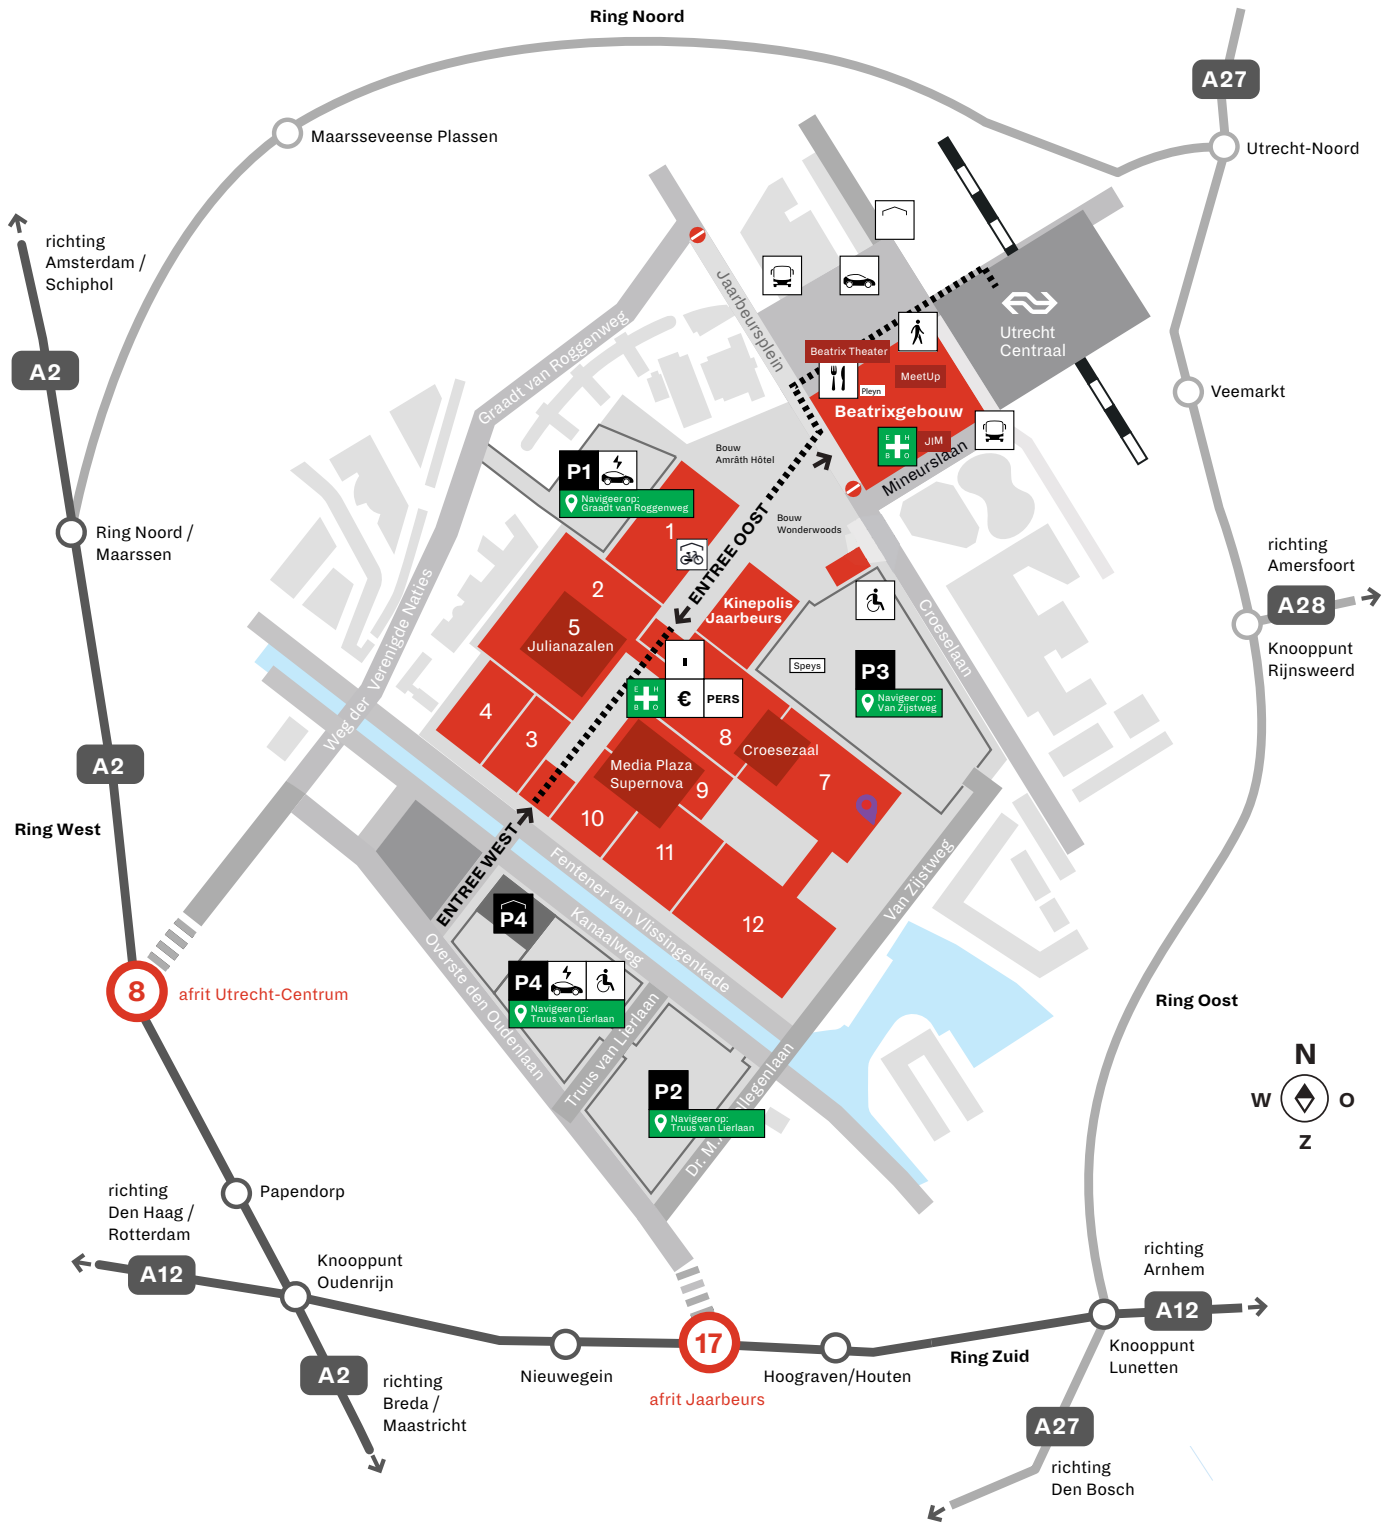 Ring Noord
A27
Maarsseveense Plassen
Utrecht-Noord
richting
Amsterdam /
Schiphol
A2
Jaarbeursplein
Utrecht
Centraal
Graadt van Roggenweg
Beatrix Theater
MeetUp
Pleyn
Beatrixgebouw
E H
B O
JIM
Mineurslaan
Veemarkt
Bouw
Amrâth Hôtel
P1
Navigeer op:
Graadt van Roggenweg
Bouw
Wonderwoods
ENTREE OOST
Ring Noord /
Maarssen
1
2
5
Julianazalen
Kinepolis
Jaarbeurs
Weg der Verenigde Naties
Croeselaan
richting
Amersfoort
A28
Knooppunt
Rijnsweerd
Speys
P3
Navigeer op:
Van Zijstweg
E H
B O
€
PERS
4
3
8
Croesezaal
7
Media Plaza
Supernova
9
10
11
12
A2
Ring West
ENTREE WEST
Fentener van Vlissingenkade
Kanaalweg
Van Zijstweg
P4
Overste den Oudenlaan
P4
Navigeer op:
Truus van Lierlaan
Truus van Lierlaan
8
afrit Utrecht-Centrum
Ring Oost
P2
Navigeer op:
Truus van Lierlaan
Dr. M.
llegenlaan
N
W
O
Z
Papendorp
richting
Den Haag /
Rotterdam
A12
Knooppunt
Oudenrijn
richting
Arnhem
A12
Knooppunt
Lunetten
Ring Zuid
Nieuwegein
17
Hoograven/Houten
afrit Jaarbeurs
A2
richting
Breda /
Maastricht
A27
richting
Den Bosch